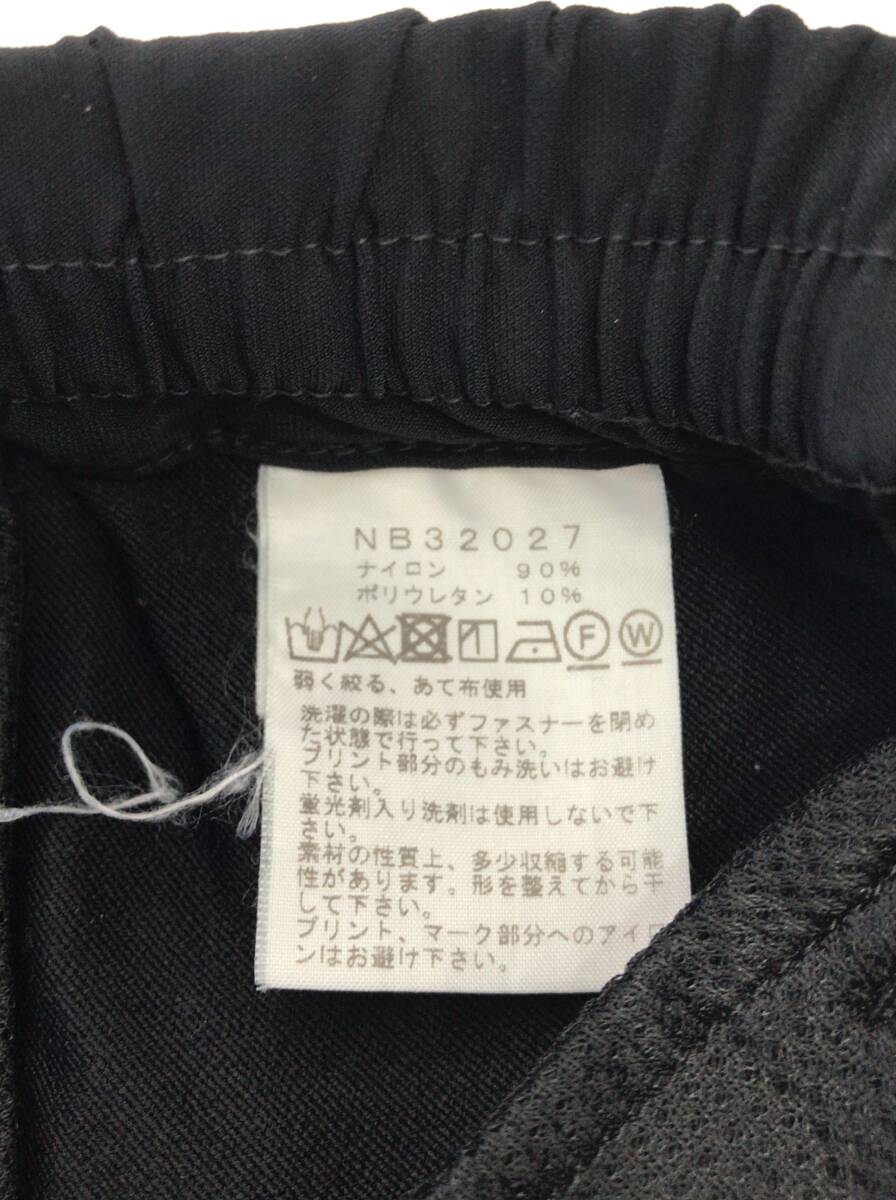 NB32027
ナイロン 90%
ポリウレタン 10%
F W
弱く絞る、あて布使用
洗濯の際は必ずファスナーを閉め
た状態で行って下さい。
プリント部分のもみ洗いはお避け
下さい。
蛍光剤入り洗剤は使用しないで下
さい。
素材の性質上、多少収縮する可能
性があります。形を整えてから干
して下さい。
プリント、マーク部分へのアイロ
ンはお避け下さい。